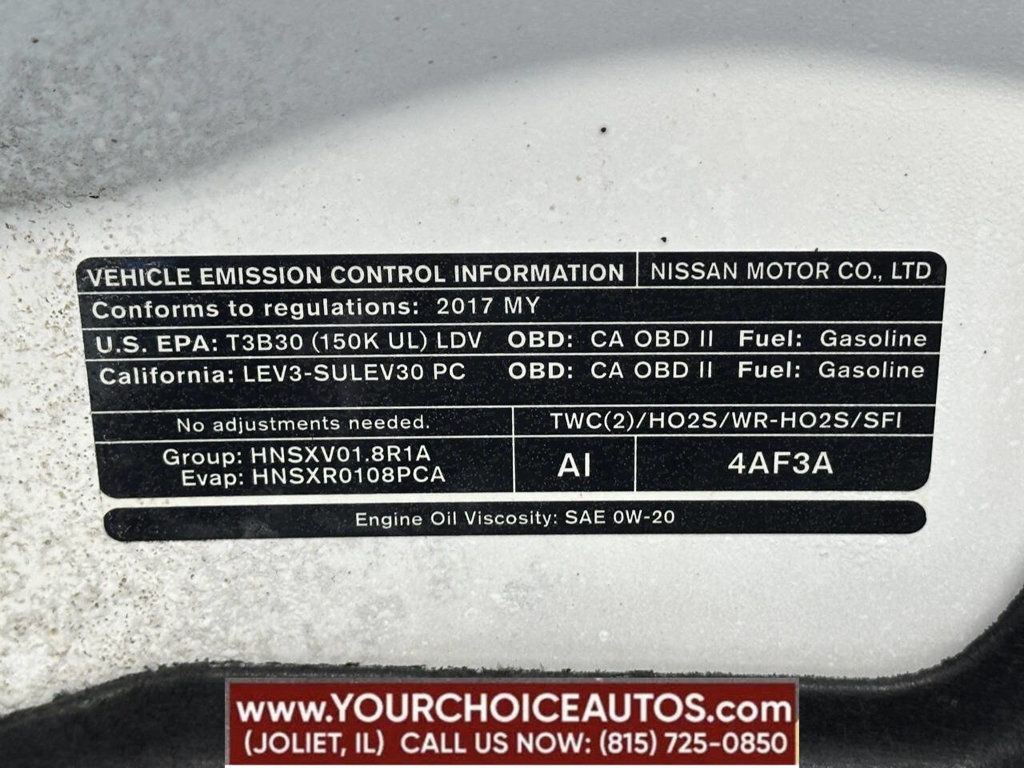 VEHICLE EMISSION CONTROL INFORMATION NISSAN MOTOR CO., LTD
Conforms to regulations: 2017 MY
U.S. EPA: T3B30 (150K UL) LDV OBD: CA OBD II Fuel: Gasoline
California: LEV3-SULEV30 PC OBD: CA OBD II Fuel: Gasoline
No adjustments needed. TWC(2)/HO2S/WR-HO2S/SFI
Group: HNSXV01.8R1A
Evap: HNSXR0108PCA
AI 4AF3A
Engine Oil Viscosity: SAE 0W-20
www.YOURCHOICEAUTOS.com
(JOLIET, IL) CALL US NOW: (815) 725-0850